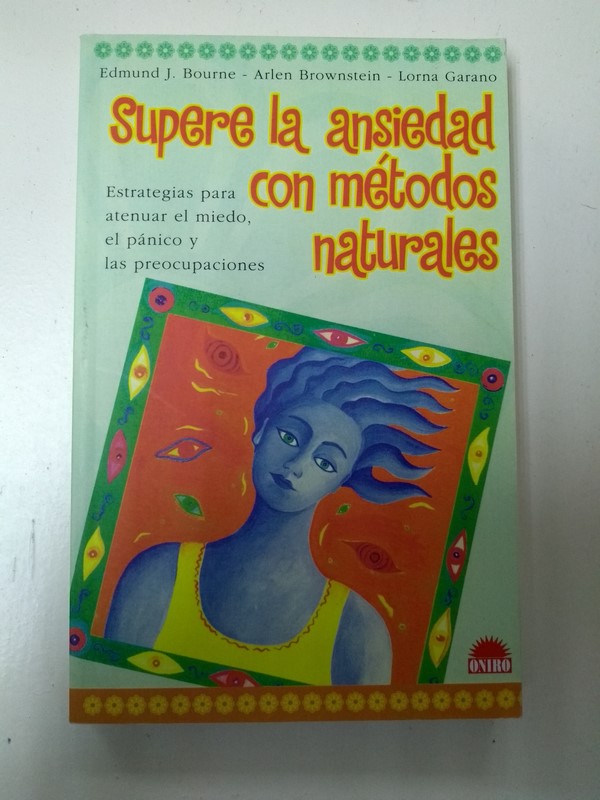 Edmund J. Bourne - Arlen Brownstein - Lorna Garano
Supere la ansiedad
con métodos
naturales
Estrategias para
atenuar el miedo,
el pánico y
las preocupaciones
ONIRO